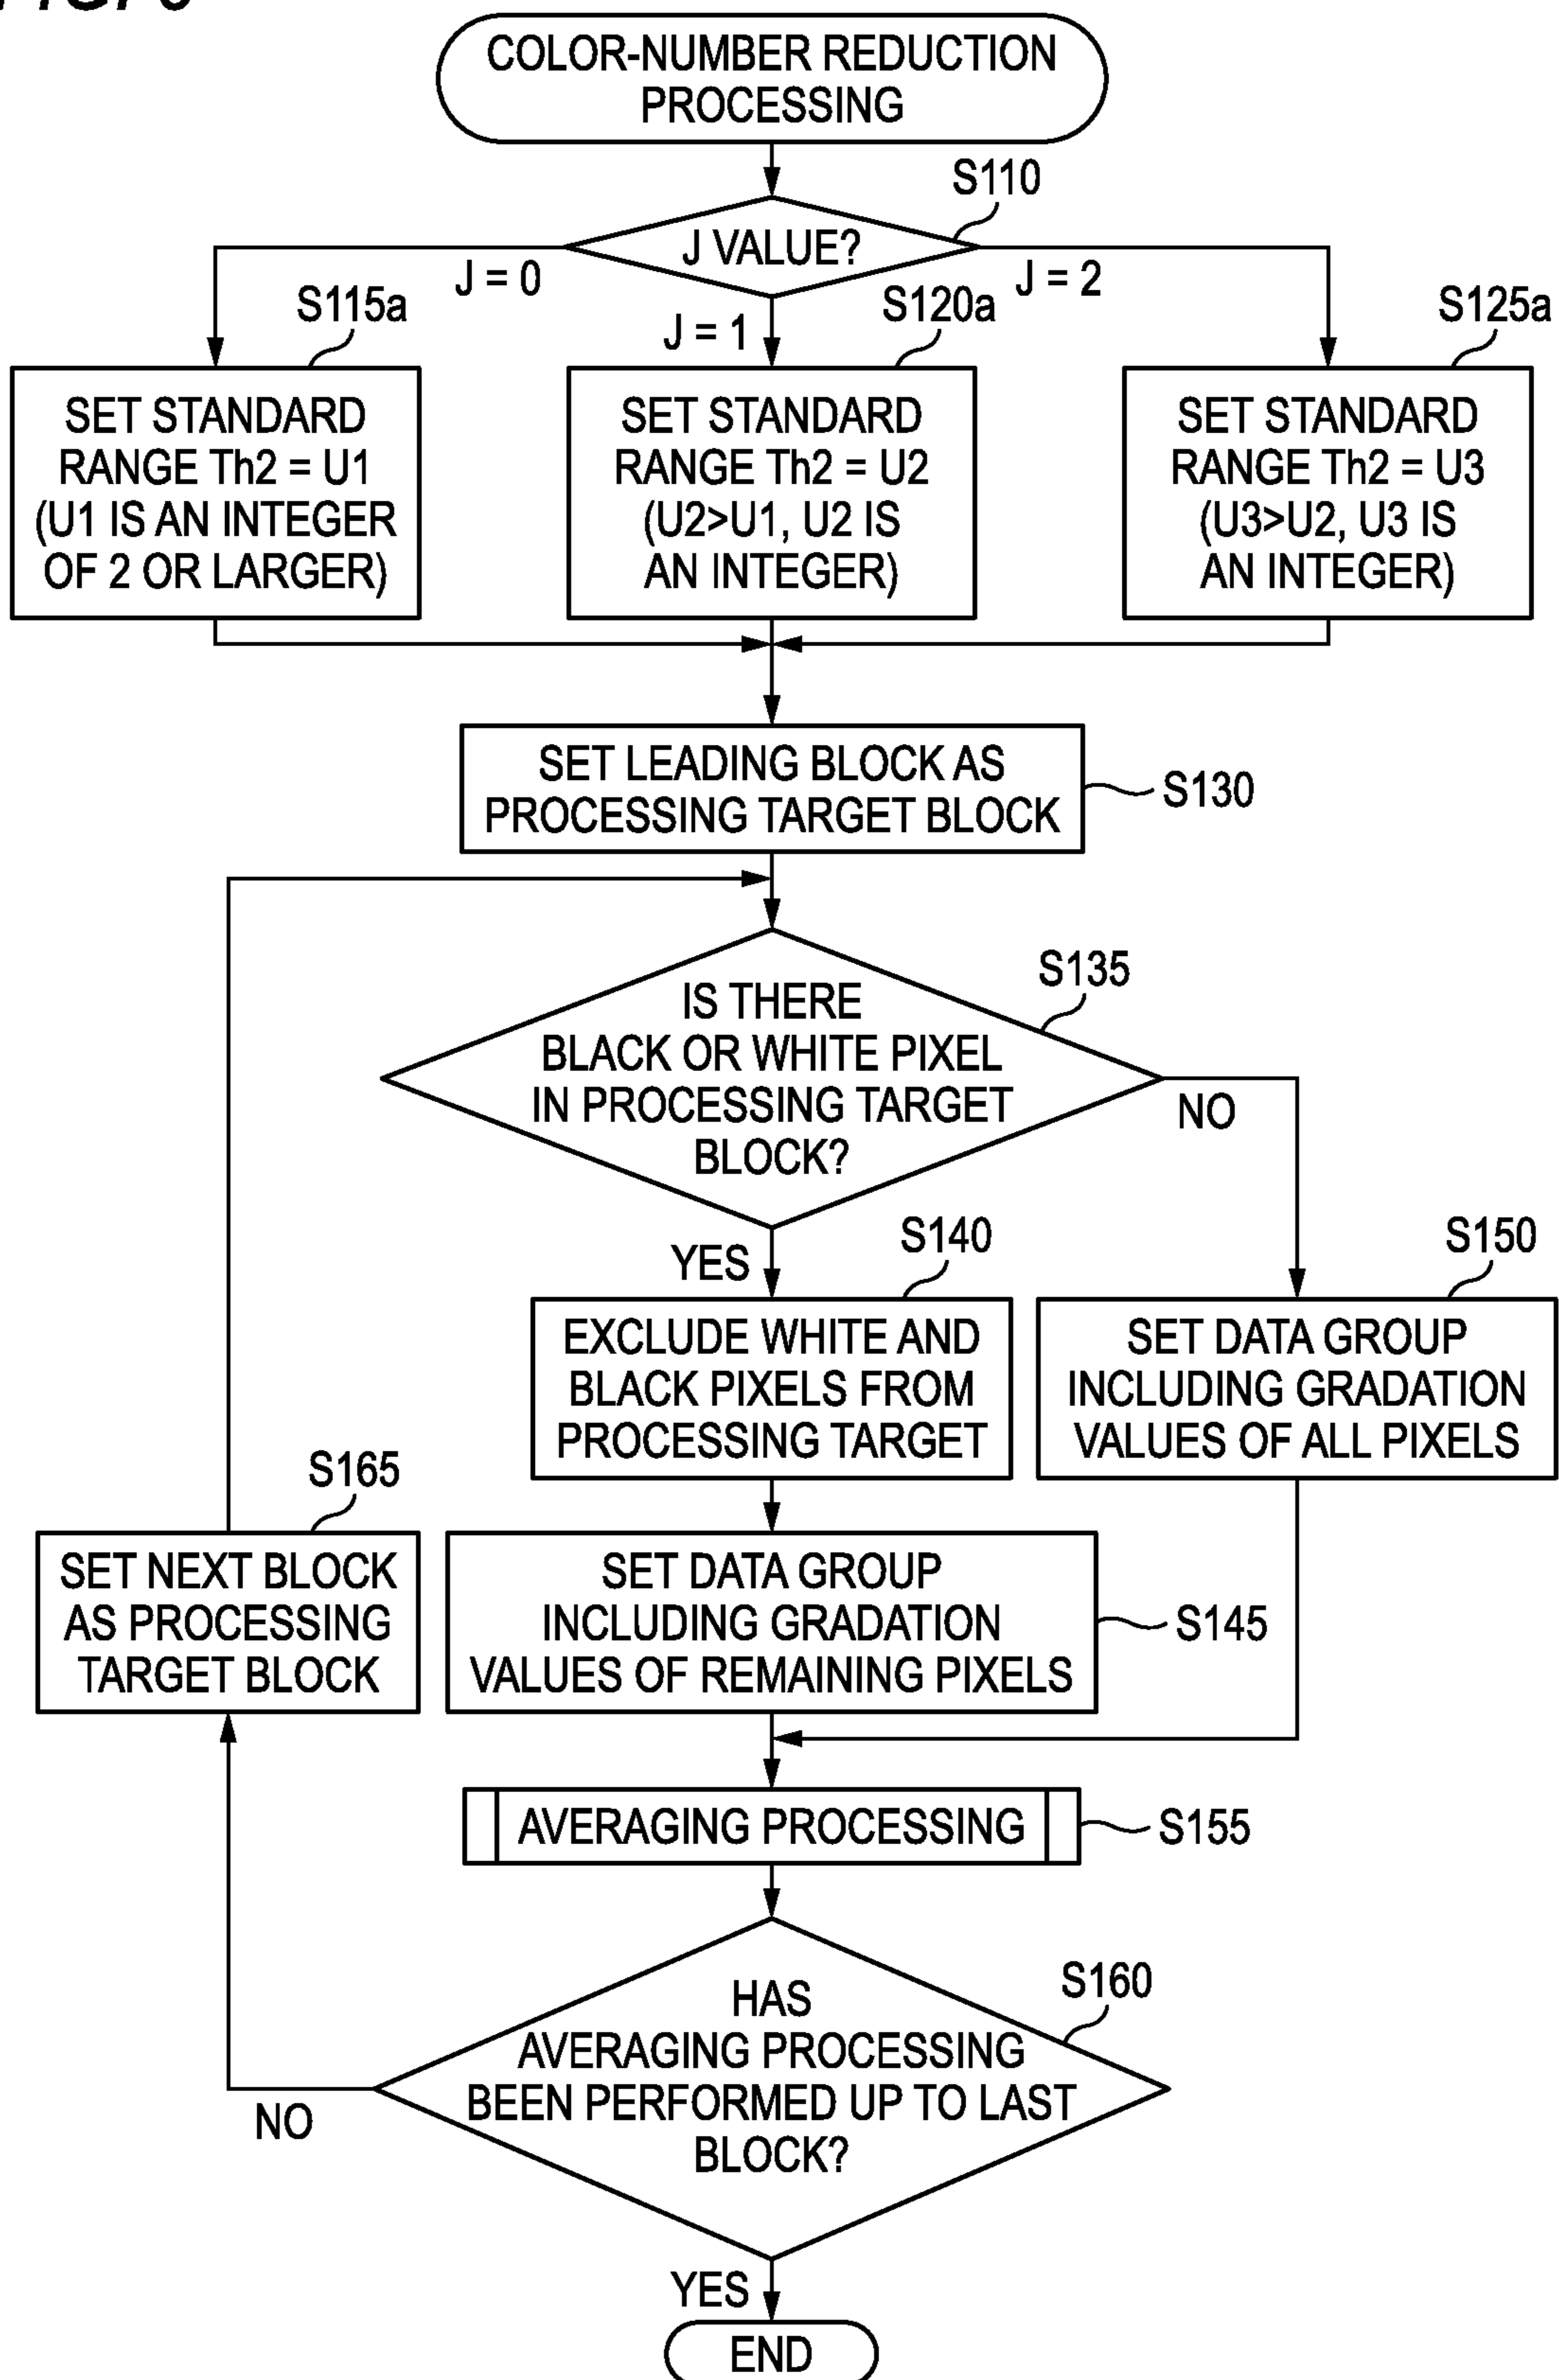 COLOR-NUMBER REDUCTION
PROCESSING
S110
J VALUE?
J = 0
J = 1
J = 2
S115a
SET STANDARD
RANGE Th2 = U1
(U1 IS AN INTEGER
OF 2 OR LARGER)
S120a
SET STANDARD
RANGE Th2 = U2
(U2>U1, U2 IS
AN INTEGER)
S125a
SET STANDARD
RANGE Th2 = U3
(U3>U2, U3 IS
AN INTEGER)
SET LEADING BLOCK AS
PROCESSING TARGET BLOCK
S130
S135
IS THERE
BLACK OR WHITE PIXEL
IN PROCESSING TARGET
BLOCK?
NO
YES
S140
EXCLUDE WHITE AND
BLACK PIXELS FROM
PROCESSING TARGET
S150
SET DATA GROUP
INCLUDING GRADATION
VALUES OF ALL PIXELS
S165
SET NEXT BLOCK
AS PROCESSING
TARGET BLOCK
SET DATA GROUP
INCLUDING GRADATION
VALUES OF REMAINING PIXELS
S145
AVERAGING PROCESSING
S155
S160
HAS
AVERAGING PROCESSING
BEEN PERFORMED UP TO LAST
BLOCK?
NO
YES
END